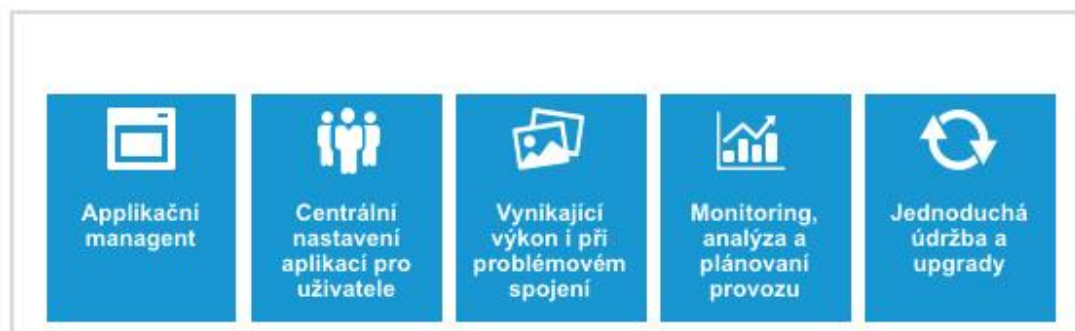 Applikační
managent
Centrální
nastavení
aplikací pro
uživatele
Vynikající
výkon i při
problémovém
spojení
Monitoring,
analýza a
plánovaní
provozu
Jednoduchá
údržba a
upgrady